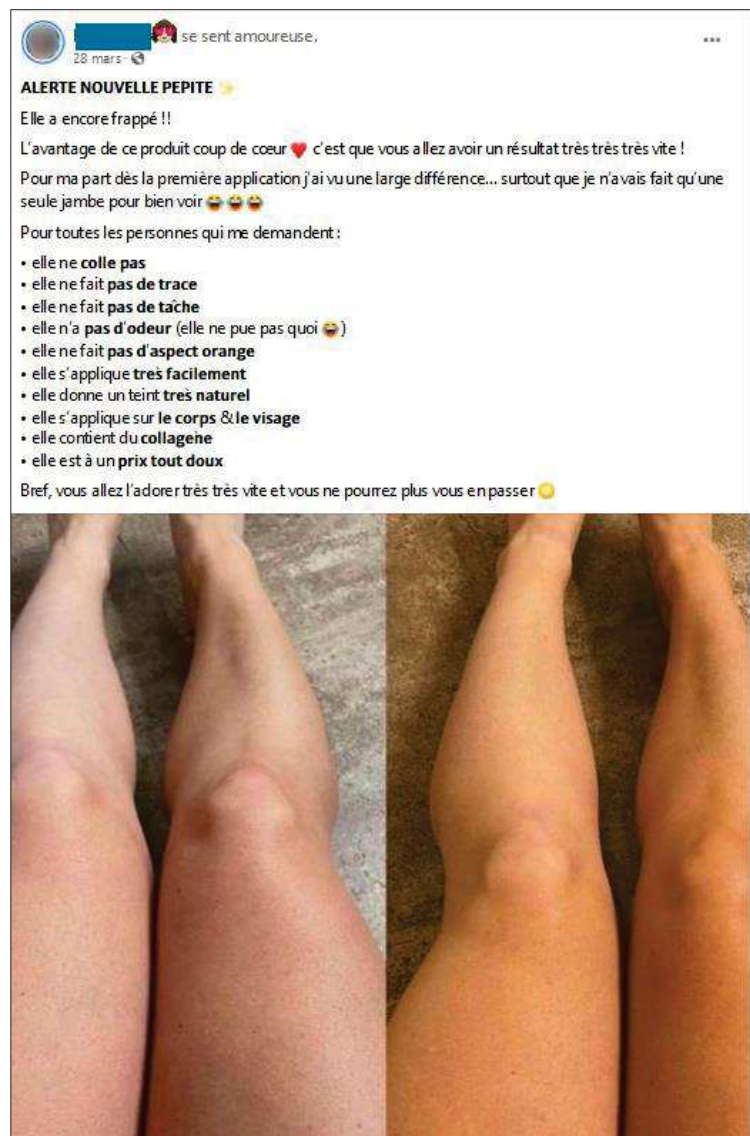 se sent amoureuse.
28 mars ·
ALERTE NOUVELLE PEPITE ✨
Elle a encore frappé !!
L'avantage de ce produit coup de cœur ❤️ c'est que vous allez avoir un résultat très très très vite !
Pour ma part dès la première application j'ai vu une large différence... surtout que je n'avais fait qu'une
seule jambe pour bien voir 😂😂😂
Pour toutes les personnes qui me demandent :
• elle ne colle pas
• elle ne fait pas de trace
• elle ne fait pas de tâche
• elle n'a pas d'odeur (elle ne pue pas quoi 😂)
• elle ne fait pas d'aspect orange
• elle s'applique très facilement
• elle donne un teint très naturel
• elle s'applique sur le corps & le visage
• elle contient du collagène
• elle est à un prix tout doux
Bref, vous allez l'adorer très très vite et vous ne pourrez plus vous en passer 🌞